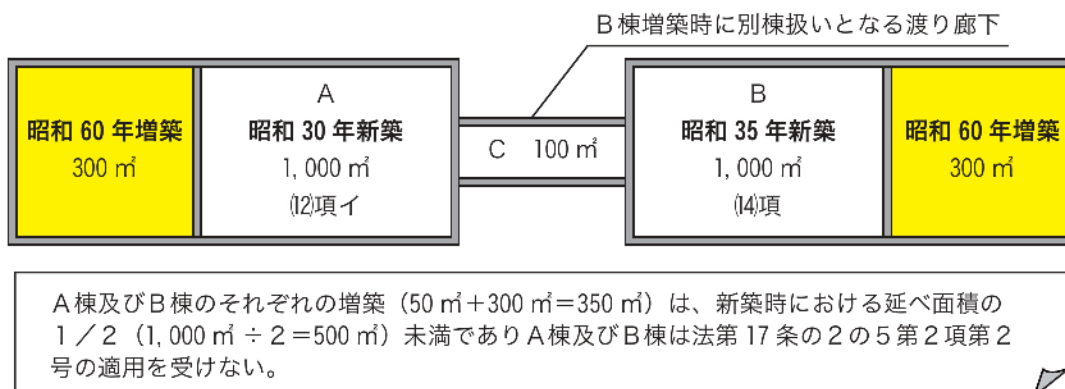 B棟増築時に別棟扱いとなる渡り廊下
昭和 60 年増築
300 ㎡
A
昭和 30 年新築
1,000 ㎡
⑿項イ
C 100 ㎡
B
昭和 35 年新築
1,000 ㎡
⒁項
昭和 60 年増築
300 ㎡
A棟及びB棟のそれぞれの増築（50 ㎡＋300 ㎡＝350 ㎡）は、新築時における延べ面積の
1／2（1,000 ㎡ ÷ 2＝500 ㎡）未満でありA棟及びB棟は法第 17 条の2の5第2項第2
号の適用を受けない。